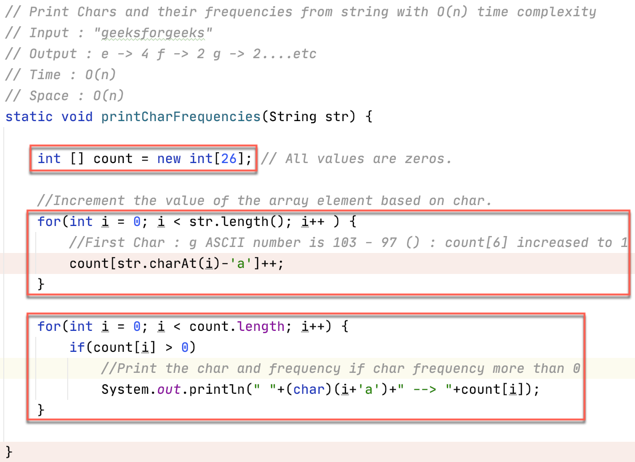 // Print Chars and their frequencies from string with O(n) time complexity
// Input : "geeksforgeeks"
// Output : e -> 4 f -> 2 g -> 2....etc
// Time : O(n)
// Space : O(n)
static void printCharFrequencies(String str) {
int [] count = new int[26]; // All values are zeros.
//Increment the value of the array element based on char.
for(int i = 0; i < str.length(); i++ ) {
//First Char : g ASCII number is 103 - 97 () : count[6] increased to 1
count[str.charAt(i)-'a']++;
}
for(int i = 0; i < count.length; i++) {
if(count[i] > 0)
//Print the char and frequency if char frequency more than 0
System.out.println(" "+(char)(i+'a')+" --> "+count[i]);
}
}